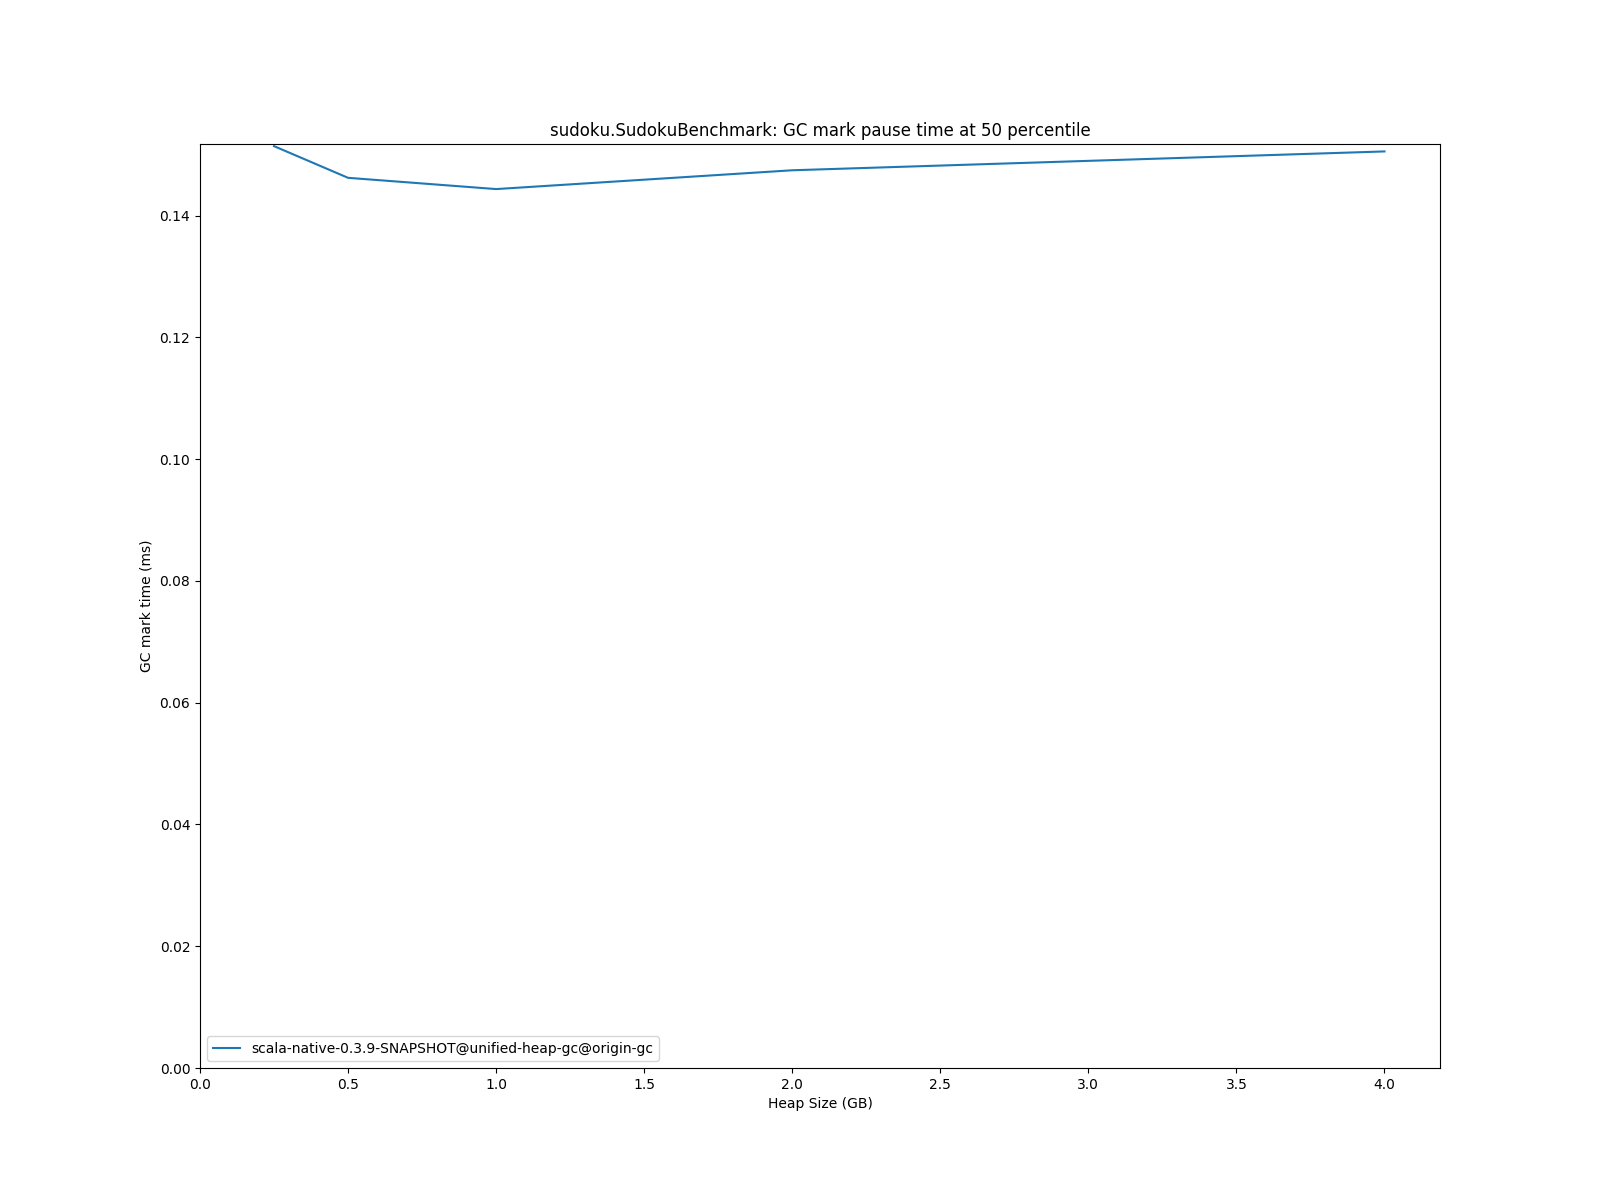 sudoku.SudokuBenchmark: GC mark pause time at 50 percentile
0.14
0.12
0.10
0.08
0.06
0.04
0.02
0.00
GC mark time (ms)
scala-native-0.3.9-SNAPSHOT@unified-heap-gc@origin-gc
0.0 0.5 1.0 1.5 2.0 2.5 3.0 3.5 4.0
Heap Size (GB)